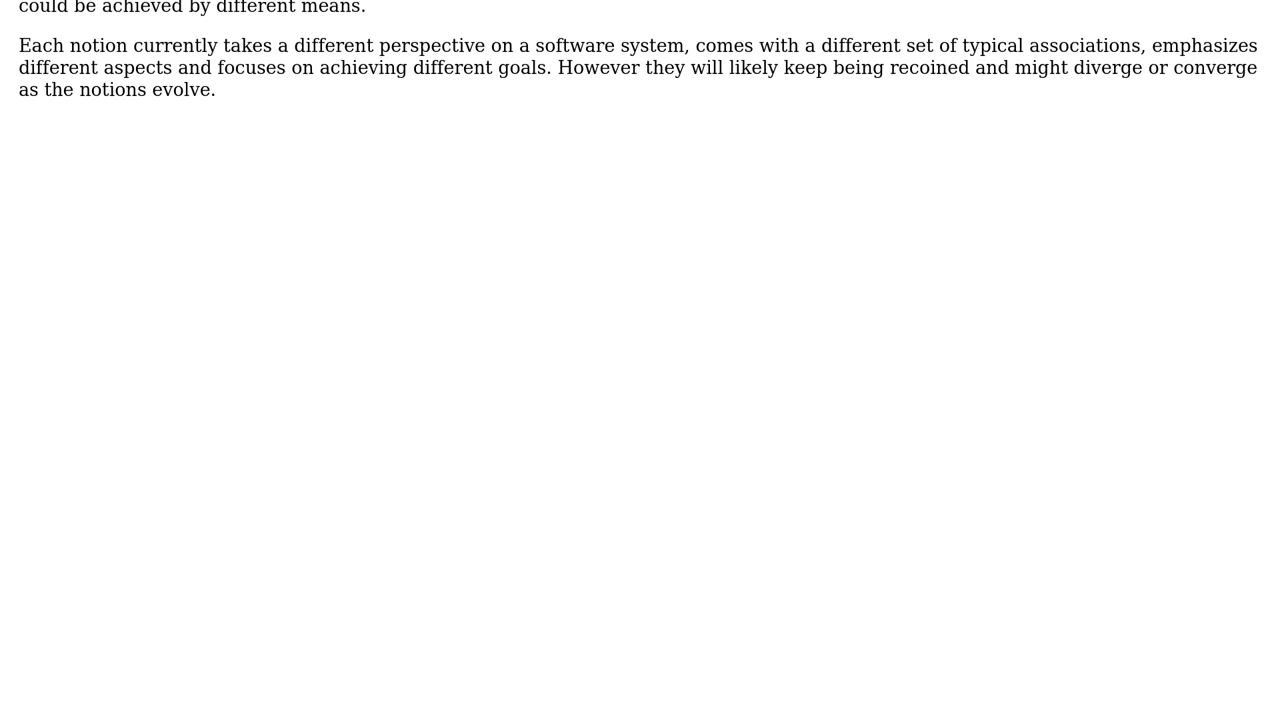 could be achieved by different means.
Each notion currently takes a different perspective on a software system, comes with a different set of typical associations, emphasizes
different aspects and focuses on achieving different goals. However they will likely keep being recoined and might diverge or converge
as the notions evolve.